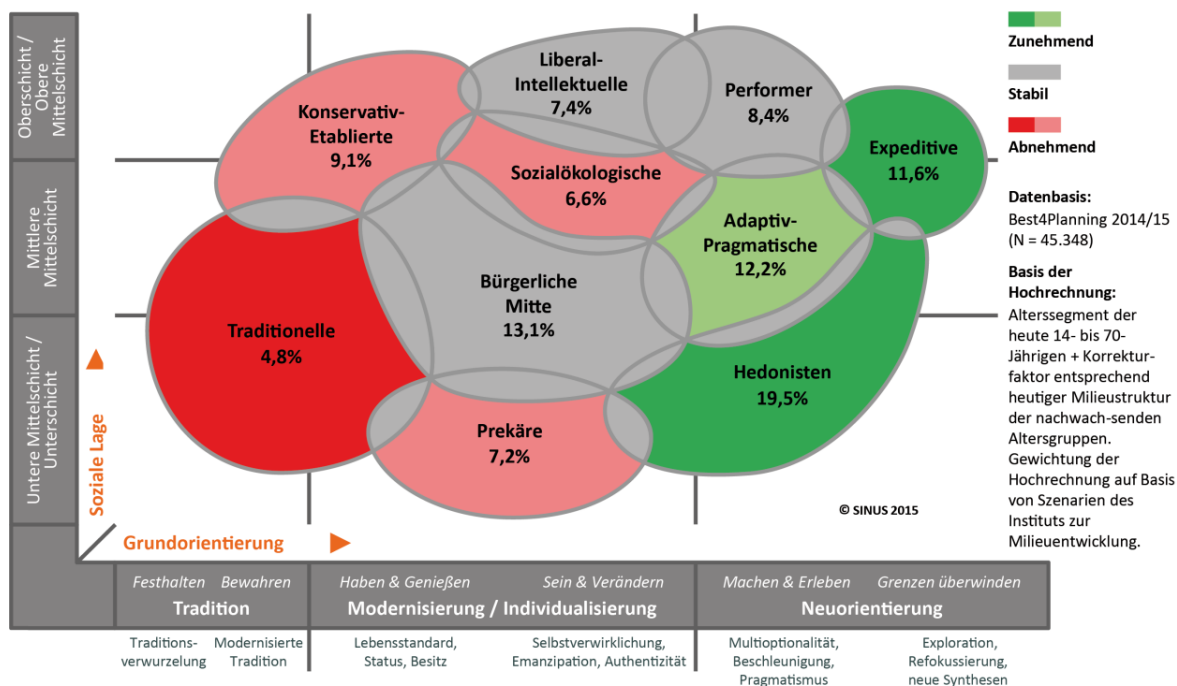 Oberschicht /
Obere
Mittelschicht
Mittlere
Mittelschicht
Untere Mittelschicht /
Unterschicht
Soziale Lage
Konservativ-
Etablierte
9,1%
Liberal-
Intellektuelle
7,4%
Performer
8,4%
Expeditive
11,6%
Sozialökologische
6,6%
Adaptiv-
Pragmatische
12,2%
Traditionelle
4,8%
Bürgerliche
Mitte
13,1%
Hedonisten
19,5%
Prekäre
7,2%
© SINUS 2015
Zunehmend
Stabil
Abnehmend
Datenbasis:
Best4Planning 2014/15
(N = 45.348)
Basis der
Hochrechnung:
Alterssegment der
heute 14- bis 70-
Jährigen + Korrektur-
faktor entsprechend
heutiger Milieustruktur
der nachwach-senden
Altersgruppen.
Gewichtung der
Hochrechnung auf Basis
von Szenarien des
Instituts zur
Milieuentwicklung.
Grundorientierung
Festhalten Bewahren
Tradition
Haben & Genießen Sein & Verändern
Modernisierung / Individualisierung
Machen & Erleben Grenzen überwinden
Neuorientierung
Traditions-
verwurzelung
Modernisierte
Tradition
Lebensstandard,
Status, Besitz
Selbstverwirklichung,
Emanzipation, Authentizität
Multioptionalität,
Beschleunigung,
Pragmatismus
Exploration,
Refokussierung,
neue Synthesen